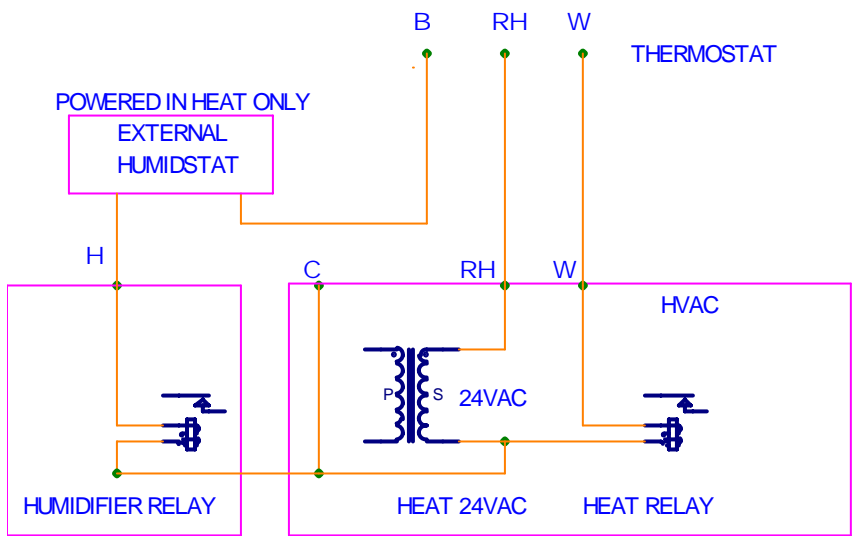 B RH W
THERMOSTAT
POWERED IN HEAT ONLY
EXTERNAL
HUMIDSTAT
H
C RH W
HVAC
P S 24VAC
HUMIDIFIER RELAY HEAT 24VAC HEAT RELAY